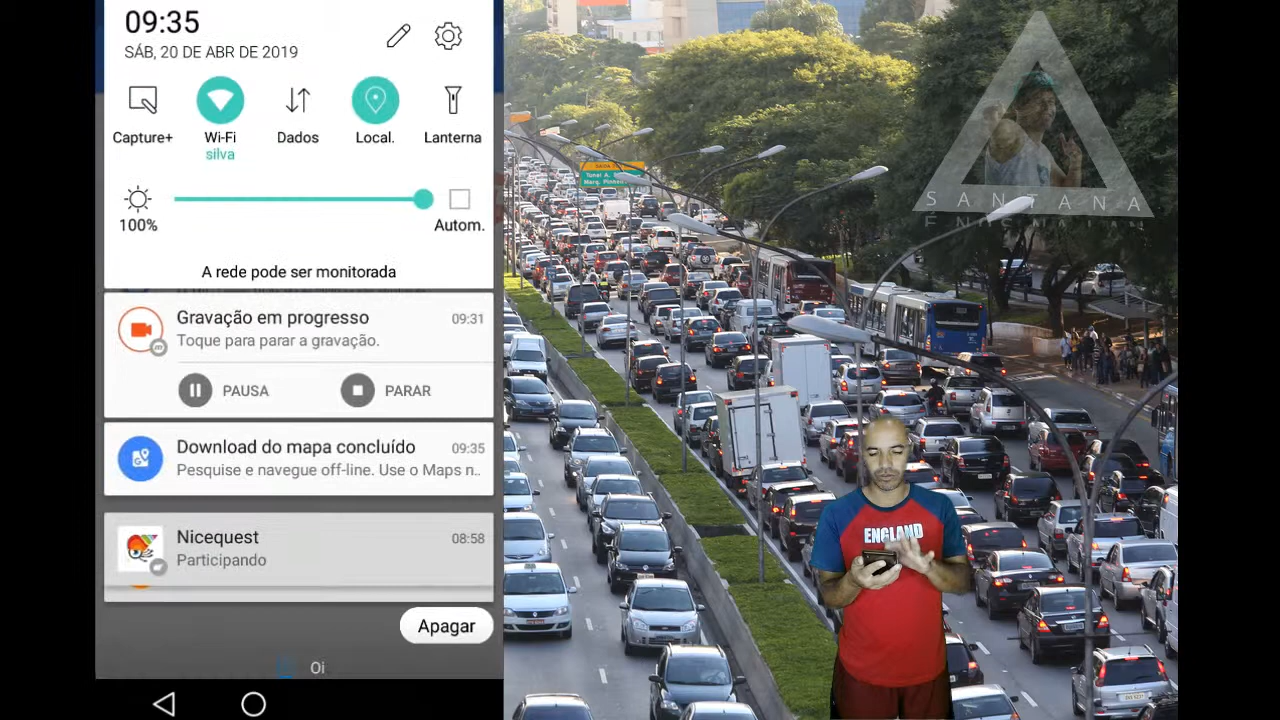 09:35
SÁB, 20 DE ABR DE 2019
Capture+
Wi-Fi
silva
Dados
Local.
Lanterna
100%
Autom.
A rede pode ser monitorada
Gravação em progresso
09:31
Toque para parar a gravação.
PAUSA
PARAR
Download do mapa concluído
09:35
Pesquise e navegue off-line. Use o Maps n..
Nicequest
08:58
Participando
Apagar
Oi
SANTANA
ENGLAND